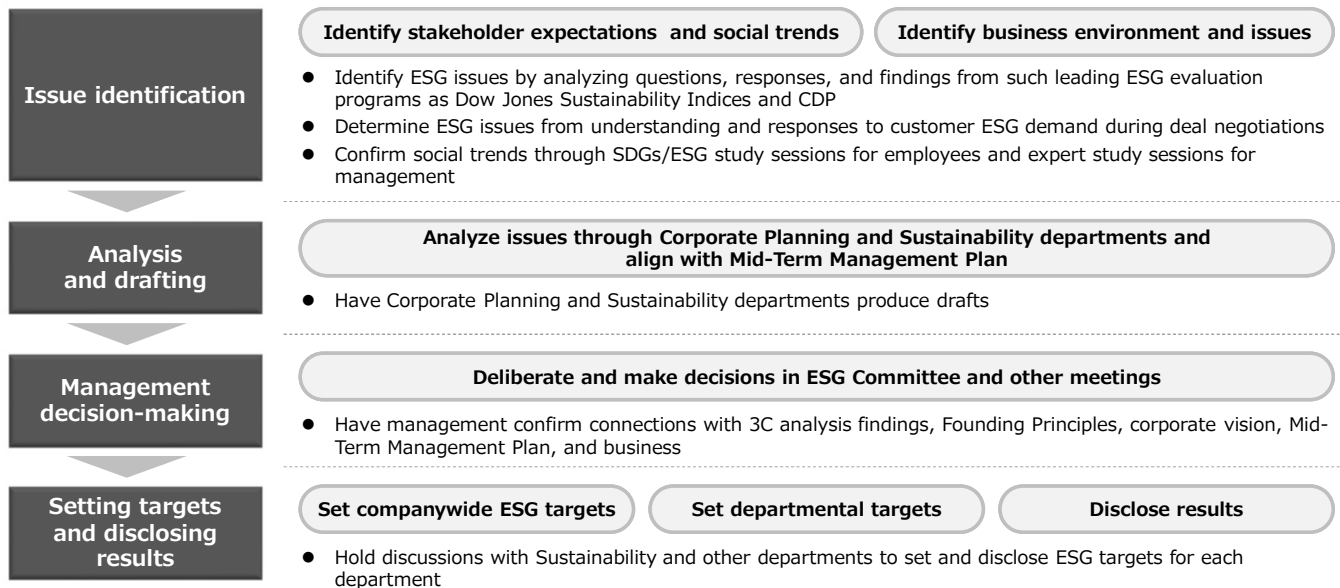 Issue identification
Identify stakeholder expectations and social trends
Identify business environment and issues
● Identify ESG issues by analyzing questions, responses, and findings from such leading ESG evaluation
programs as Dow Jones Sustainability Indices and CDP
● Determine ESG issues from understanding and responses to customer ESG demand during deal negotiations
● Confirm social trends through SDGs/ESG study sessions for employees and expert study sessions for
management
Analysis
and drafting
Analyze issues through Corporate Planning and Sustainability departments and
align with Mid-Term Management Plan
● Have Corporate Planning and Sustainability departments produce drafts
Management
decision-making
Deliberate and make decisions in ESG Committee and other meetings
● Have management confirm connections with 3C analysis findings, Founding Principles, corporate vision, Mid-
Term Management Plan, and business
Setting targets
and disclosing
results
Set companywide ESG targets
Set departmental targets
Disclose results
● Hold discussions with Sustainability and other departments to set and disclose ESG targets for each
department